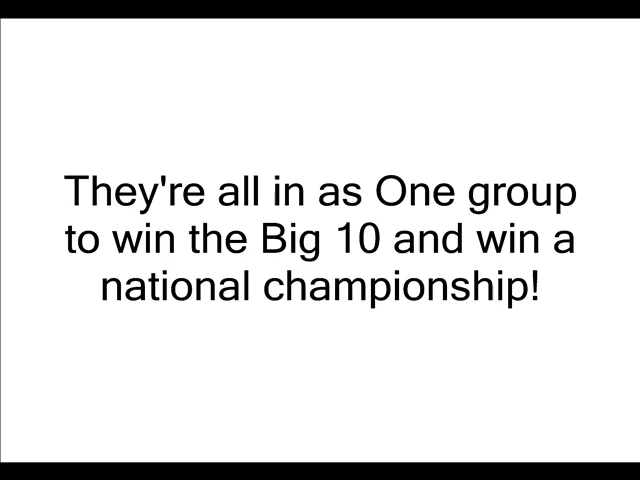 They're all in as One group
to win the Big 10 and win a
national championship!